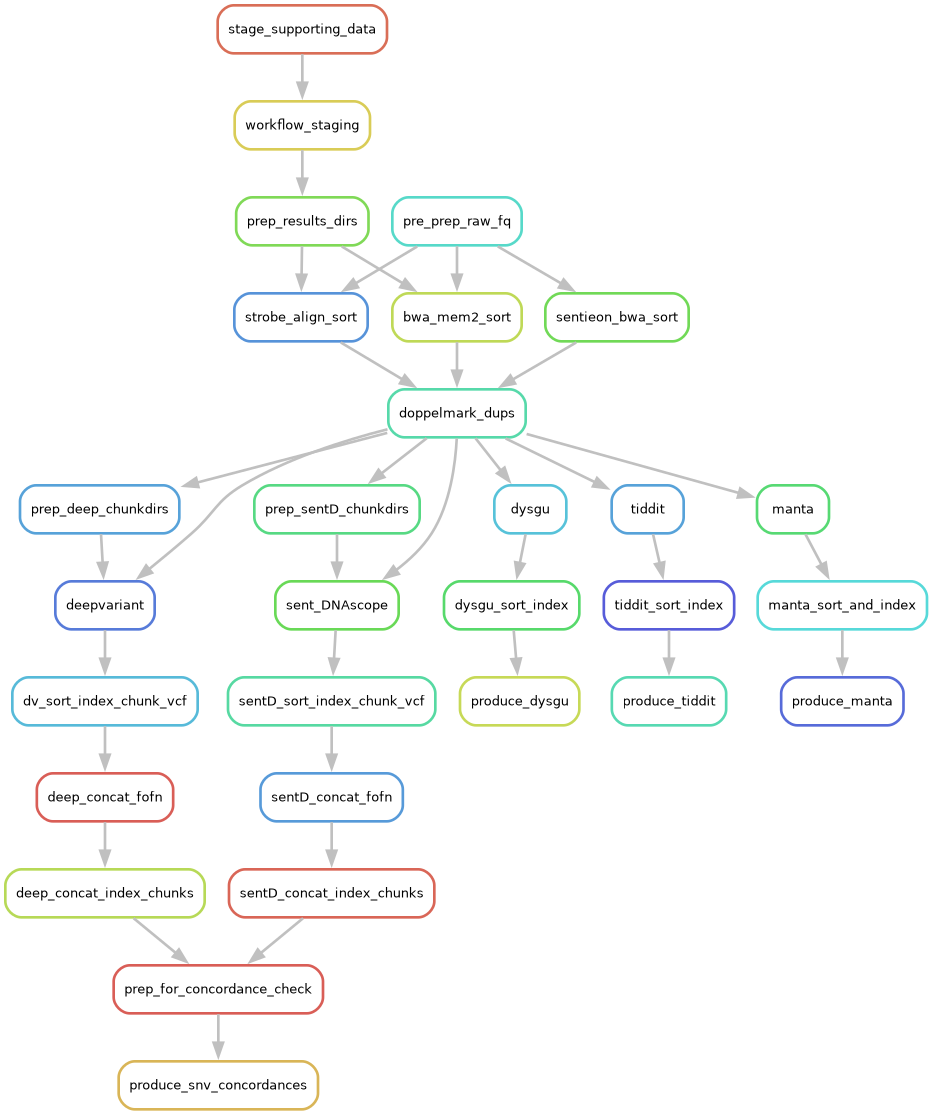 stage_supporting_data
workflow_staging
prep_results_dirs
pre_prep_raw_fq
strobe_align_sort
bwa_mem2_sort
sentieon_bwa_sort
doppelmark_dups
prep_deep_chunkdirs
prep_sentD_chunkdirs
dysgu
tiddit
manta
deepvariant
sent_DNAscope
dysgu_sort_index
tiddit_sort_index
manta_sort_and_index
dv_sort_index_chunk_vcf
sentD_sort_index_chunk_vcf
produce_dysgu
produce_tiddit
produce_manta
deep_concat_fofn
sentD_concat_fofn
deep_concat_index_chunks
sentD_concat_index_chunks
prep_for_concordance_check
produce_snv_concordances